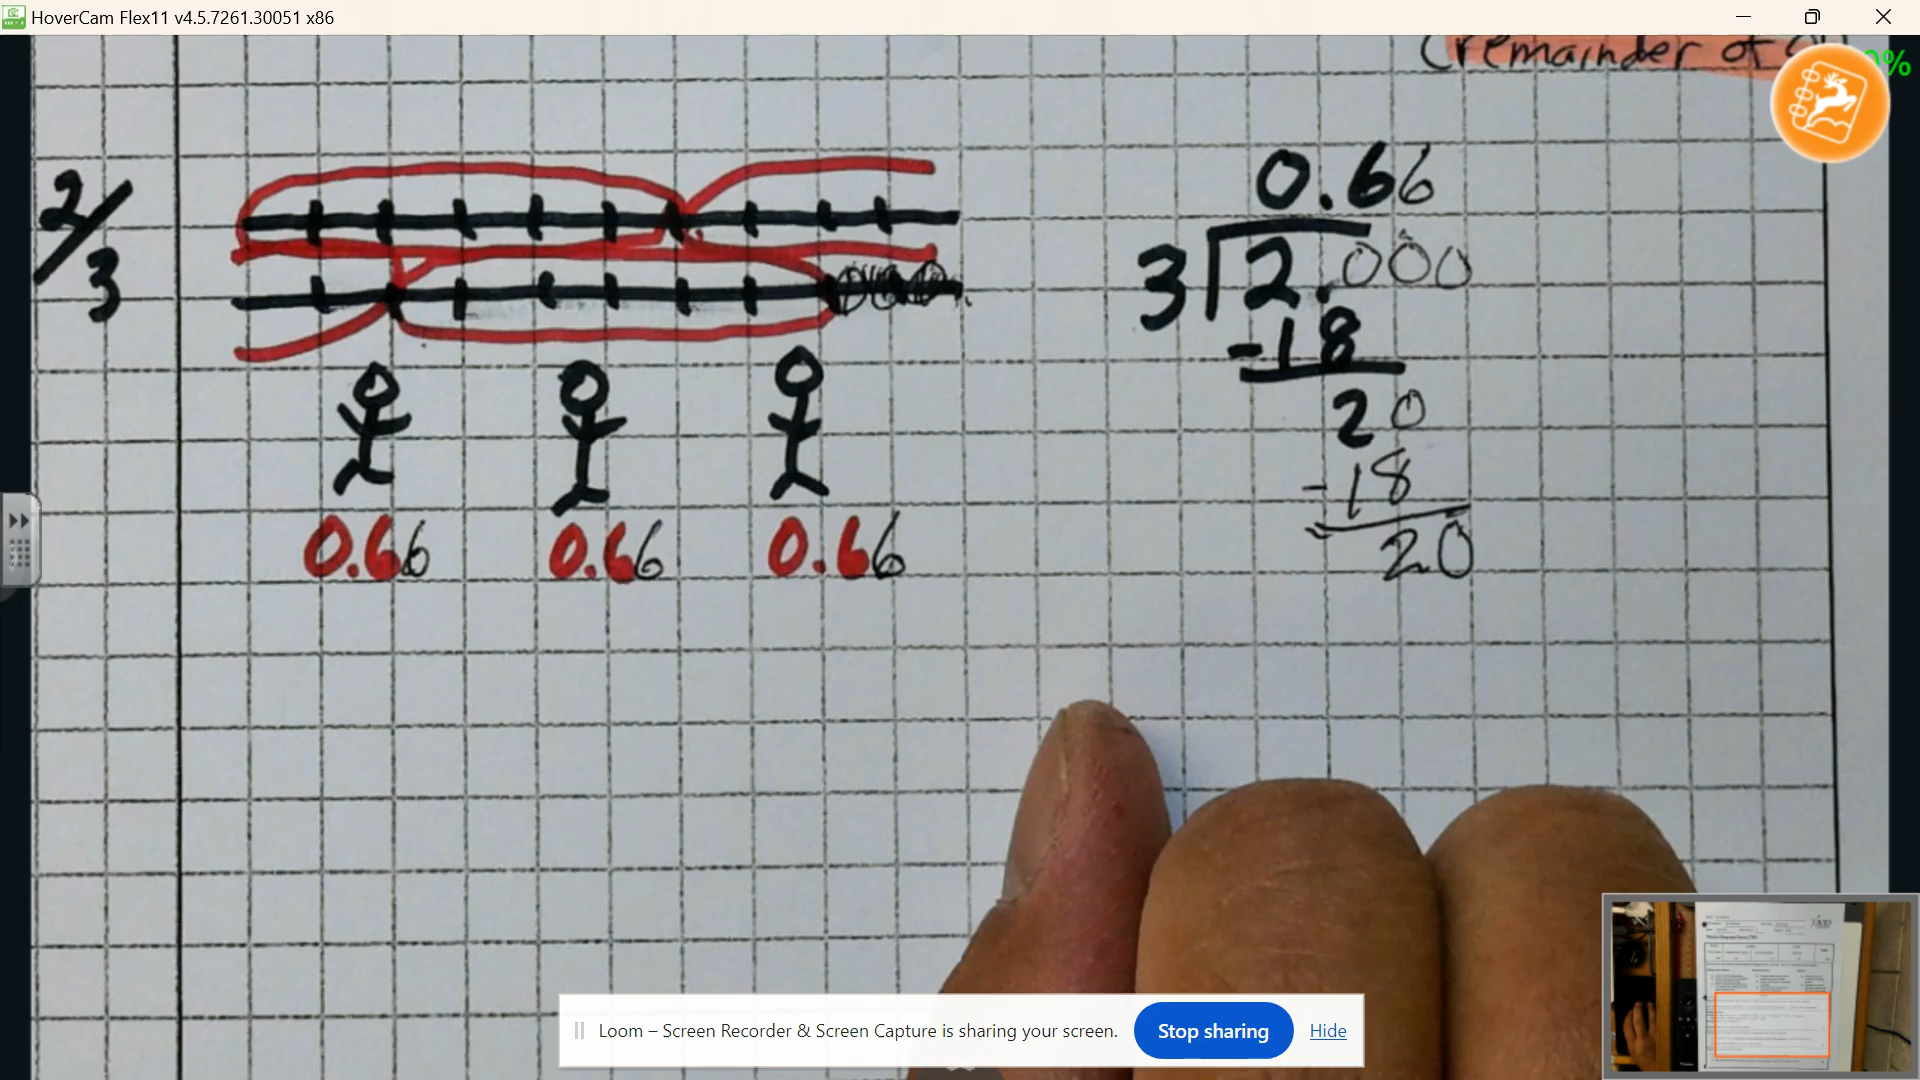 HoverCam Flex11 v4.5.7261.30051 x86
(remainder of
%
2/3
0.66
3 2.000
-18
20
-18
20
0.66 0.66 0.66
Loom – Screen Recorder & Screen Capture is sharing your screen. Stop sharing Hide